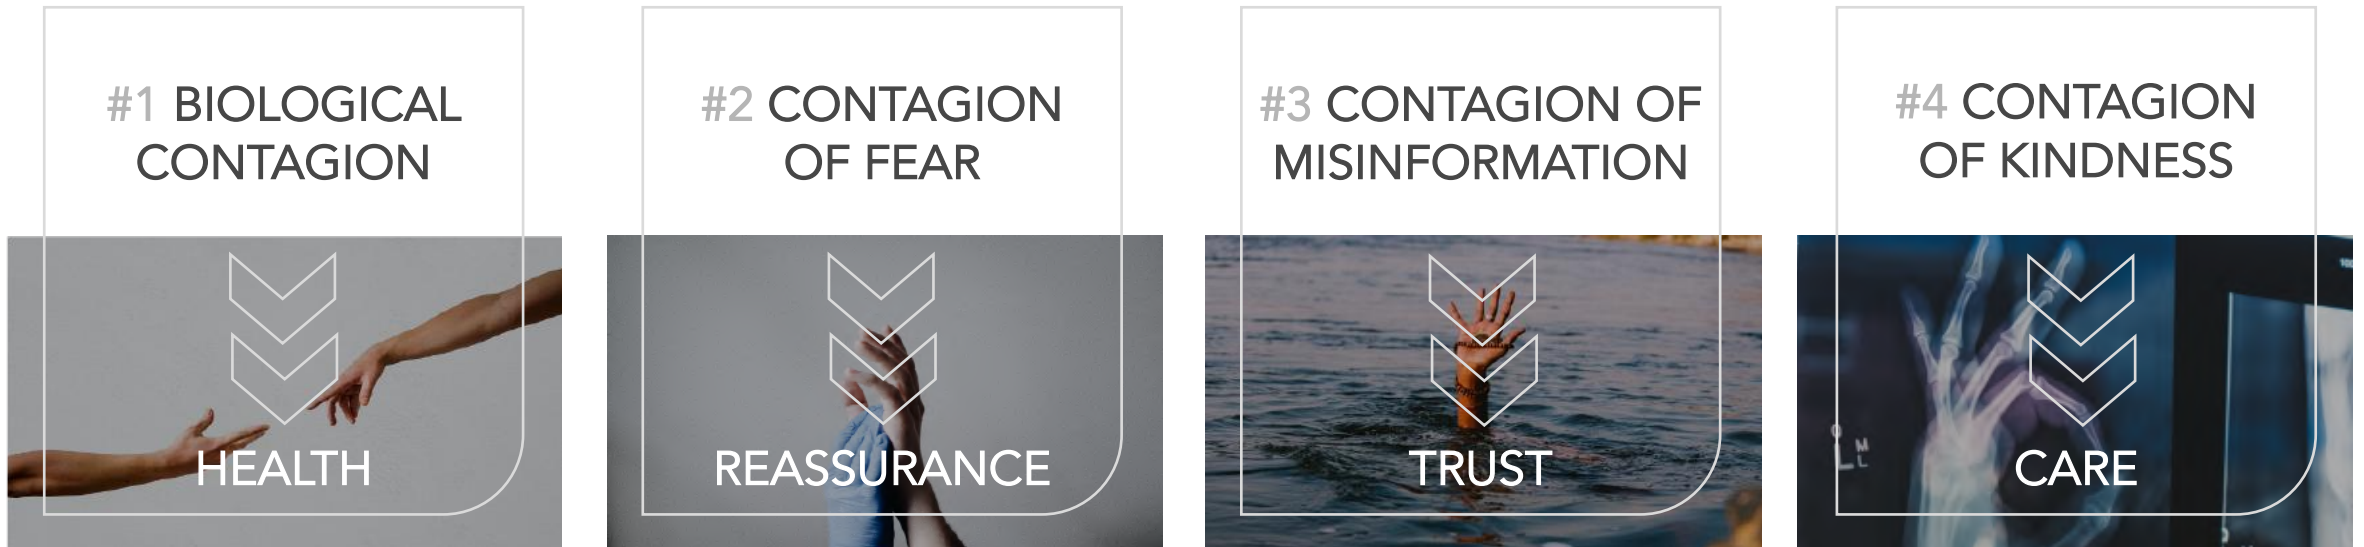 #1 BIOLOGICAL
CONTAGION
HEALTH
#2 CONTAGION
OF FEAR
REASSURANCE
#3 CONTAGION OF
MISINFORMATION
TRUST
#4 CONTAGION
OF KINDNESS
CARE